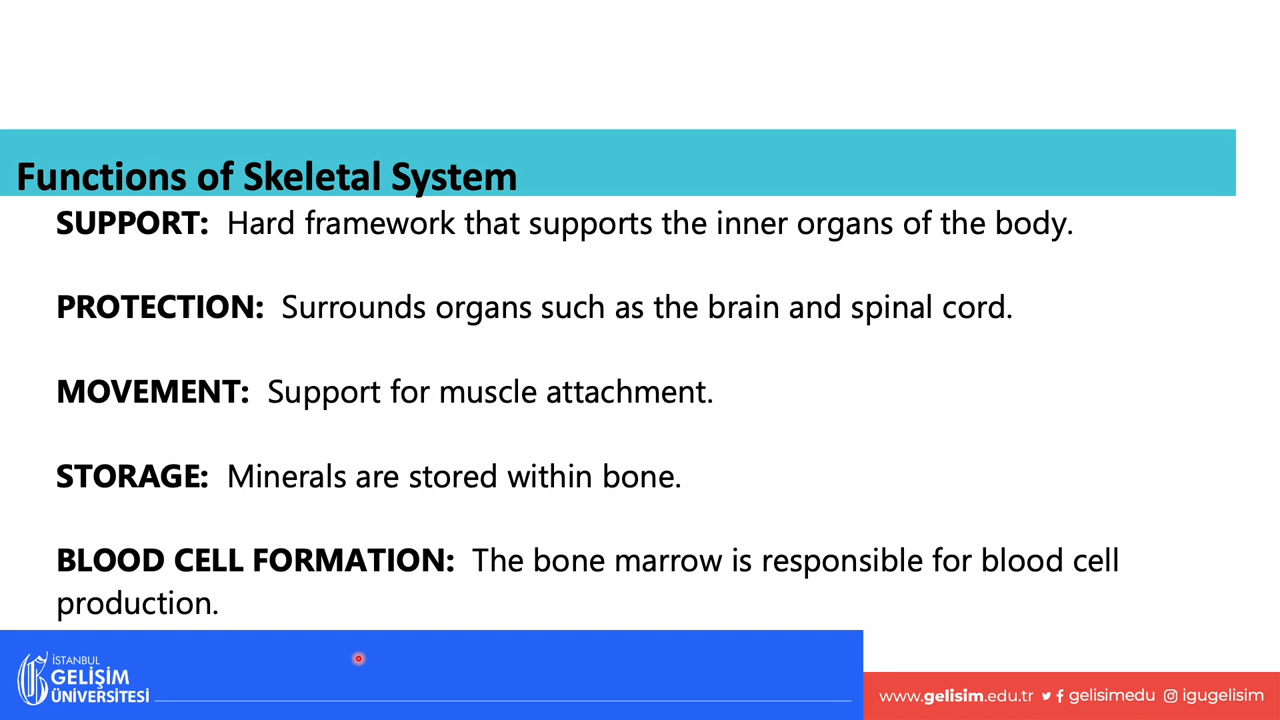 Functions of Skeletal System
SUPPORT: Hard framework that supports the inner organs of the body.
PROTECTION: Surrounds organs such as the brain and spinal cord.
MOVEMENT: Support for muscle attachment.
STORAGE: Minerals are stored within bone.
BLOOD CELL FORMATION: The bone marrow is responsible for blood cell
production.
İSTANBUL
GELİŞİM
ÜNİVERSİTESİ
www.gelisim.edu.tr gelisimedu igugelisim